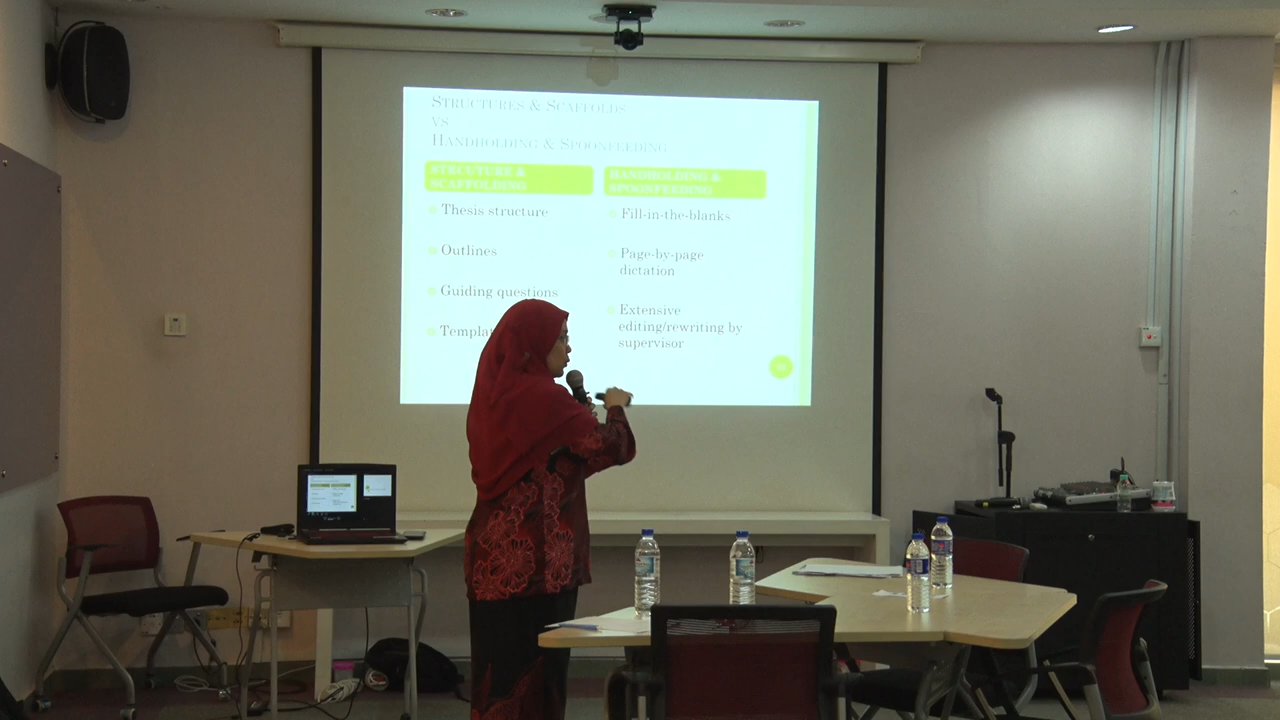 STRUCTURES & SCAFFOLDS
VS
HANDHOLDING & SPOONFEEDING
STRCUTURE &
SCAFFOLDING
Thesis structure
Outlines
Guiding questions
HANDHOLDING &
SPOONFEEDING
Fill-in-the-blanks
Page-by-page
dictation
Extensive
editing/rewriting by
supervisor